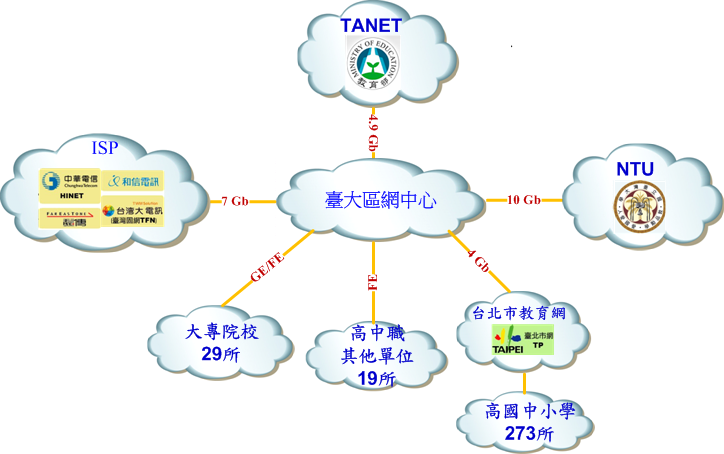 TANET
MINISTRY OF EDUCATION
教育部
4.9 Gb
ISP
中華電信
Chunghwa Telecom
HINET
和信電訊
FAREASTONE
遠傳
台灣大電訊
(臺灣固網TFN)
7 Gb
臺大區網中心
10 Gb
NTU
GE/FE
FE
4 Gb
大專院校
29所
高中職
其他單位
19所
台北市教育網
TAIPEI
臺北市網
TP
高國中小學
273所